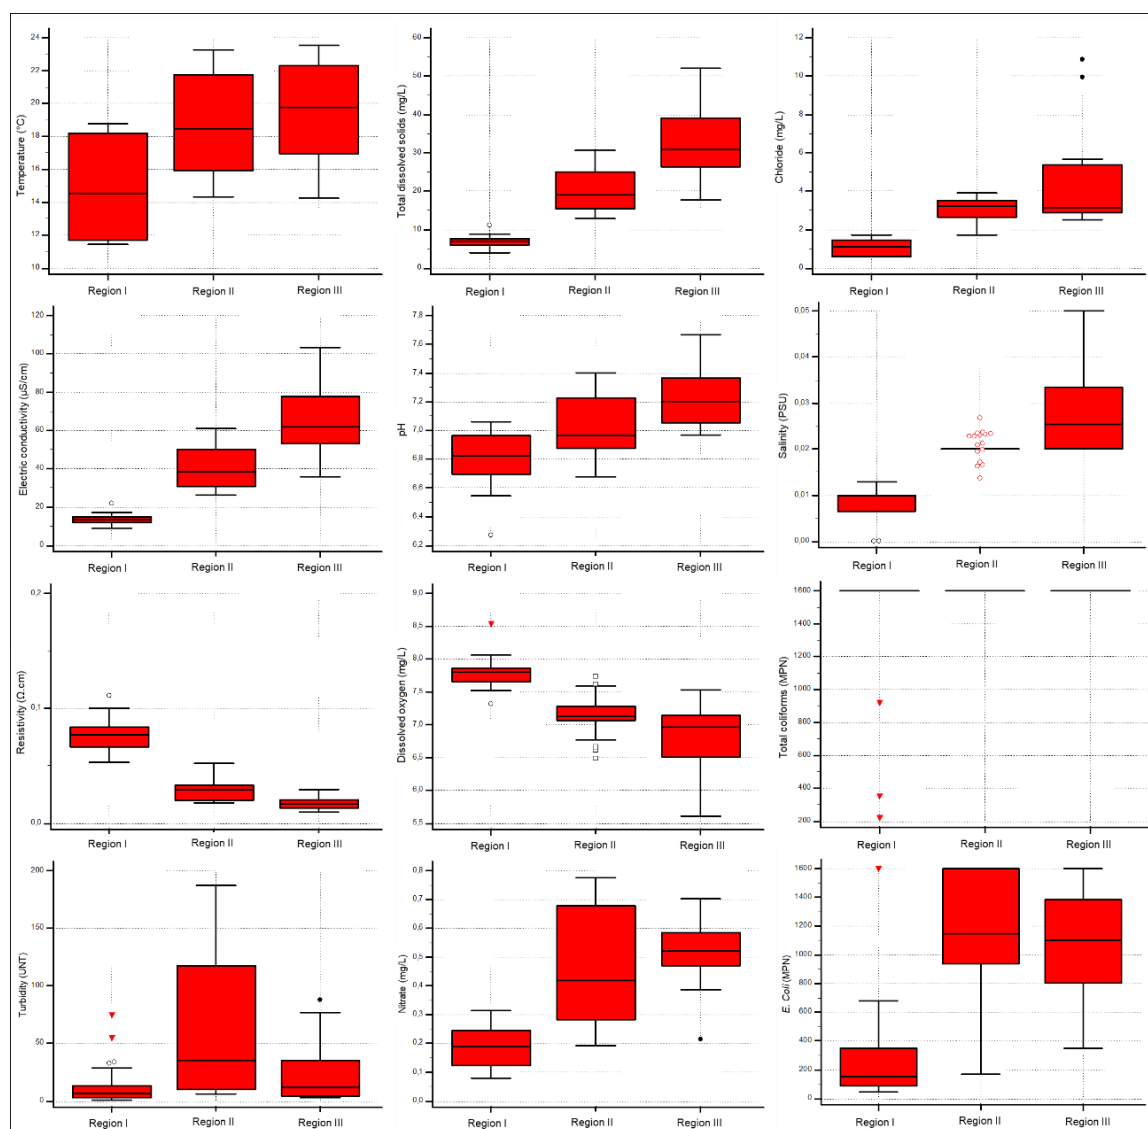 Temperature (°C)
24
22
20
18
16
14
12
10
Region I
Region II
Region III
Total dissolved solids (mg/L)
60
50
40
30
20
10
0
Region I
Region II
Region III
Chloride (mg/L)
12
10
8
6
4
2
0
Region I
Region II
Region III
Electric conductivity (µS/cm)
120
100
80
60
40
20
0
Region I
Region II
Region III
pH
7,8
7,6
7,4
7,2
7,0
6,8
6,6
6,4
6,2
Region I
Region II
Region III
Salinity (PSU)
0,05
0,04
0,03
0,02
0,01
0,00
Region I
Region II
Region III
Resistivity (Ω.cm)
0,2
0,1
0,0
Region I
Region II
Region III
Dissolved oxygen (mg/L)
9,0
8,5
8,0
7,5
7,0
6,5
6,0
5,5
Region I
Region II
Region III
Total coliforms (MPN)
1600
1400
1200
1000
800
600
400
200
Region I
Region II
Region III
Turbidity (UNT)
200
150
100
50
0
Region I
Region II
Region III
Nitrate (mg/L)
0,8
0,7
0,6
0,5
0,4
0,3
0,2
0,1
0,0
Region I
Region II
Region III
E. Coli (MPN)
1600
1400
1200
1000
800
600
400
200
0
Region I
Region II
Region III